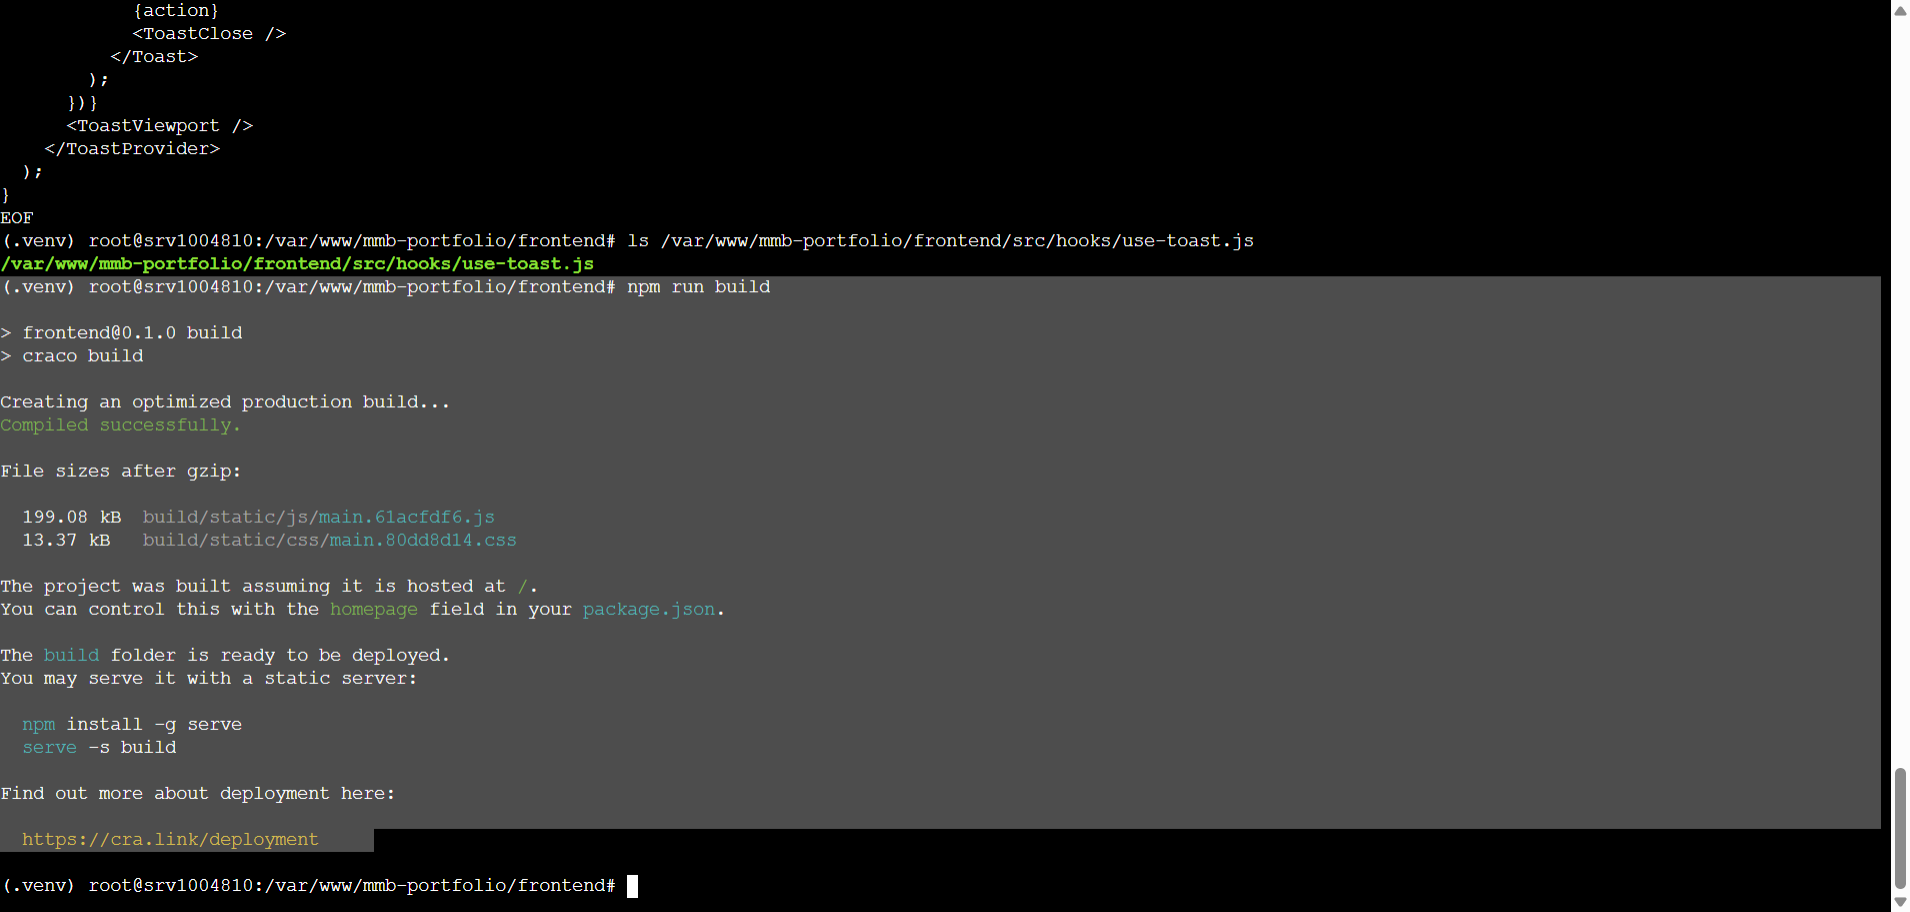 {action}
<ToastClose />
</Toast>
);
})}
<ToastViewport />
</ToastProvider>
);
}
EOF
(.venv) root@srv1004810:/var/www/mmb-portfolio/frontend# ls /var/www/mmb-portfolio/frontend/src/hooks/use-toast.js
/var/www/mmb-portfolio/frontend/src/hooks/use-toast.js
(.venv) root@srv1004810:/var/www/mmb-portfolio/frontend# npm run build
> frontend@0.1.0 build
> craco build
Creating an optimized production build...
Compiled successfully.
File sizes after gzip:
199.08 kB  build/static/js/main.61acfdf6.js
13.37 kB   build/static/css/main.80dd8d14.css
The project was built assuming it is hosted at /.
You can control this with the homepage field in your package.json.
The build folder is ready to be deployed.
You may serve it with a static server:
npm install -g serve
serve -s build
Find out more about deployment here:
https://cra.link/deployment
(.venv) root@srv1004810:/var/www/mmb-portfolio/frontend#